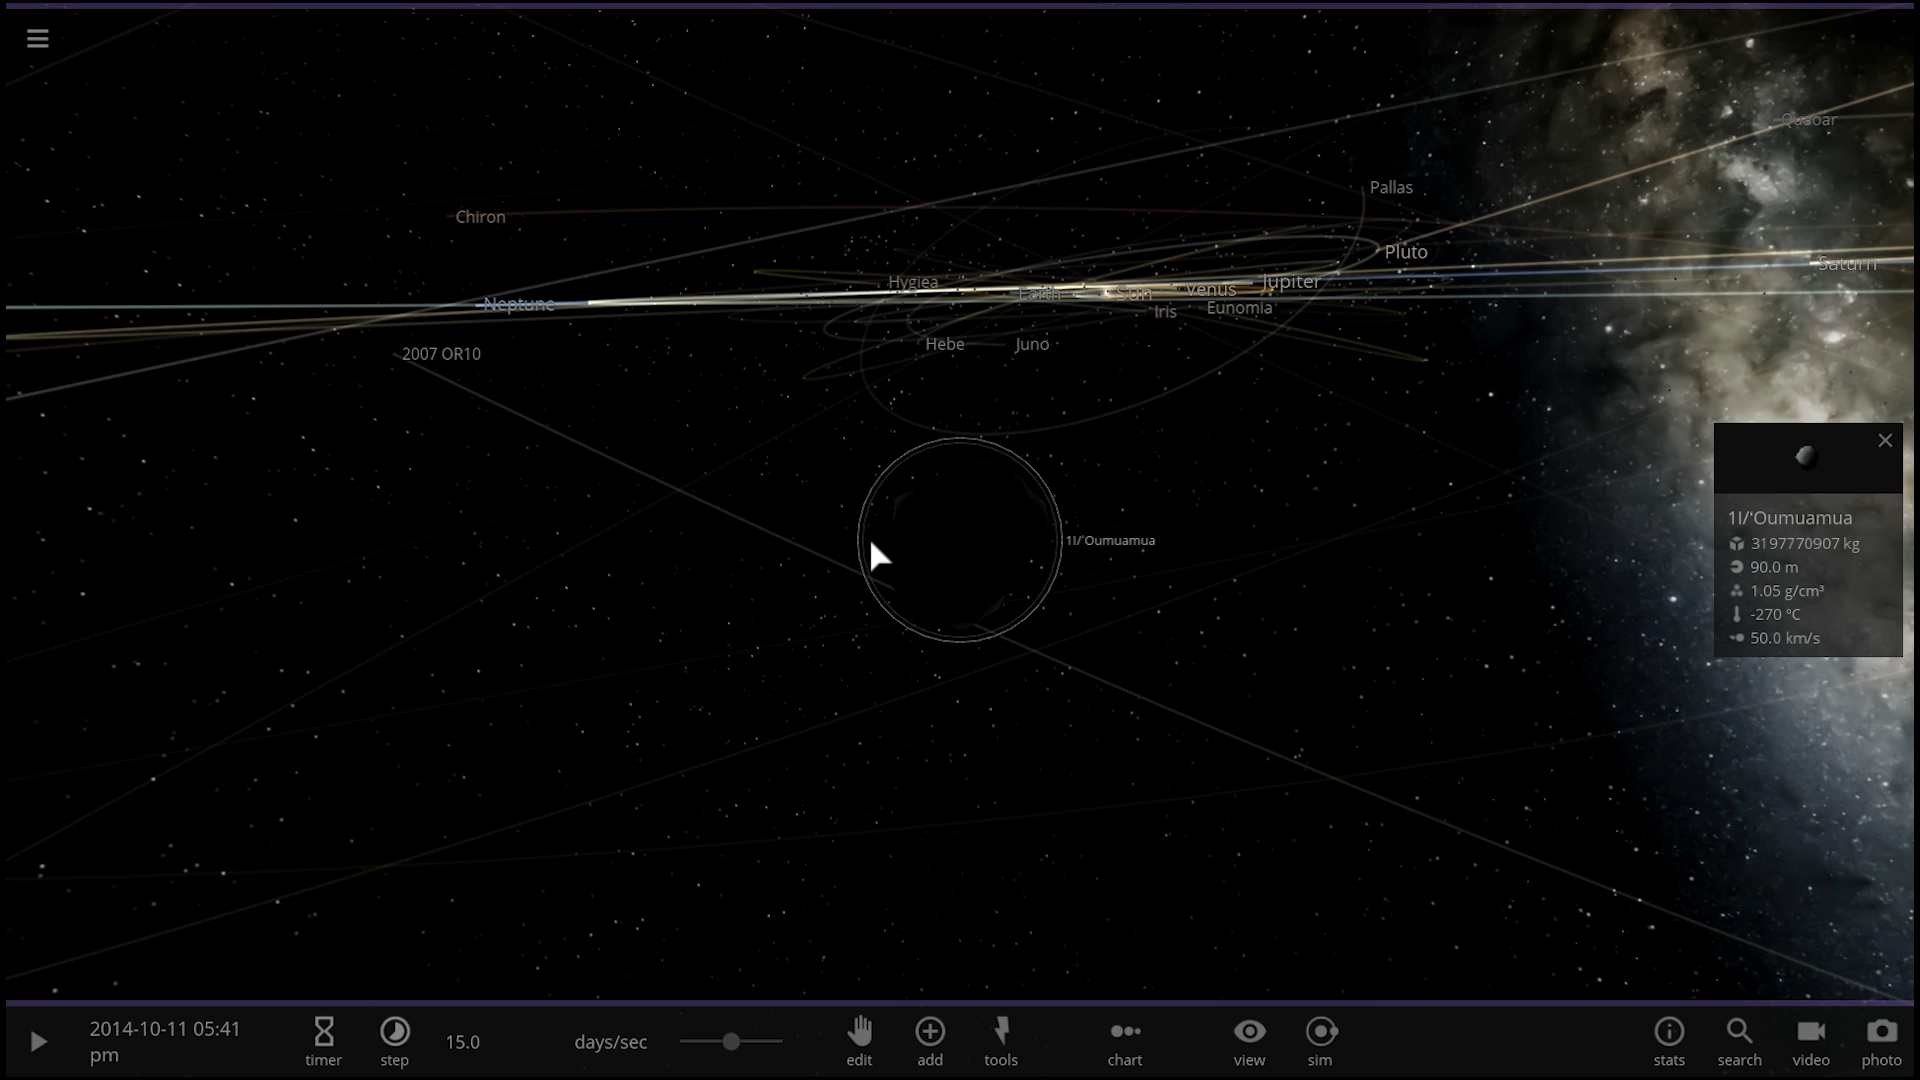 Quaoar
Pallas
Chiron
Pluto
Saturn
Hygiea
Jupiter
Earth
Sun
Venus
Neptune
Iris
Eunomia
Hebe
Juno
2007 OR10
1I/'Oumuamua
1I/'Oumuamua
3197770907 kg
90.0 m
1.05 g/cm³
-270 °C
50.0 km/s
2014-10-11 05:41
pm
timer
step
15.0
days/sec
edit
add
tools
chart
view
sim
stats
search
video
photo